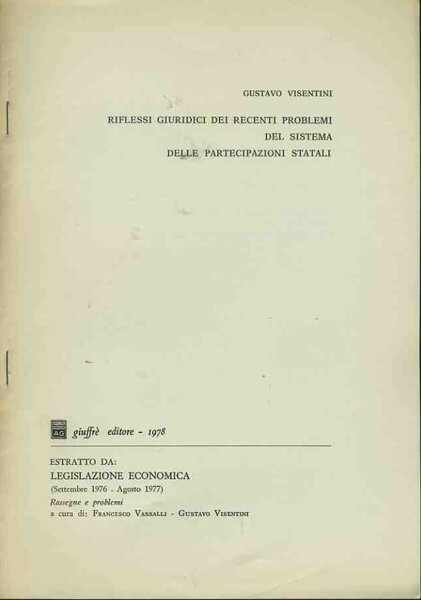 GUSTAVO VISENTINI
RIFLESSI GIURIDICI DEI RECENTI PROBLEMI
DEL SISTEMA
DELLE PARTECIPAZIONI STATALI
AG giuffrè editore - 1978
ESTRATTO DA:
LEGISLAZIONE ECONOMICA
(Settembre 1976 - Agosto 1977)
Rassegne e problemi
a cura di: FRANCESCO VASSALLI - GUSTAVO VISENTINI